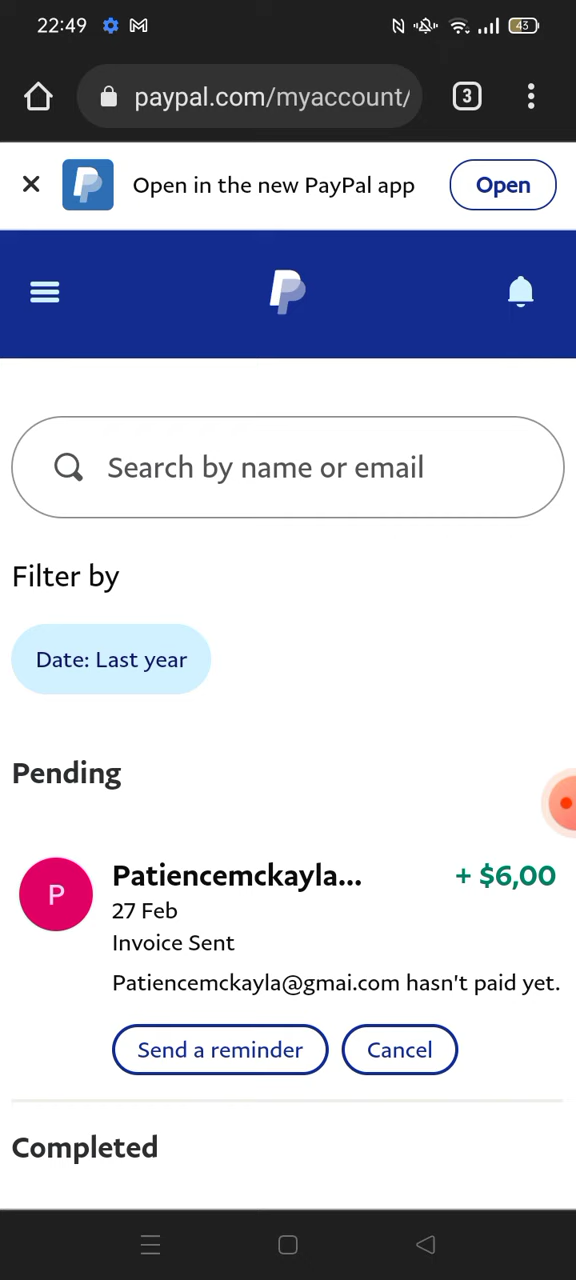 22:49
43
paypal.com/myaccount/
3
Open in the new PayPal app
Open
Search by name or email
Filter by
Date: Last year
Pending
P
Patiencemckayla...
+ $6,00
27 Feb
Invoice Sent
Patiencemckayla@gmai.com hasn't paid yet.
Send a reminder
Cancel
Completed